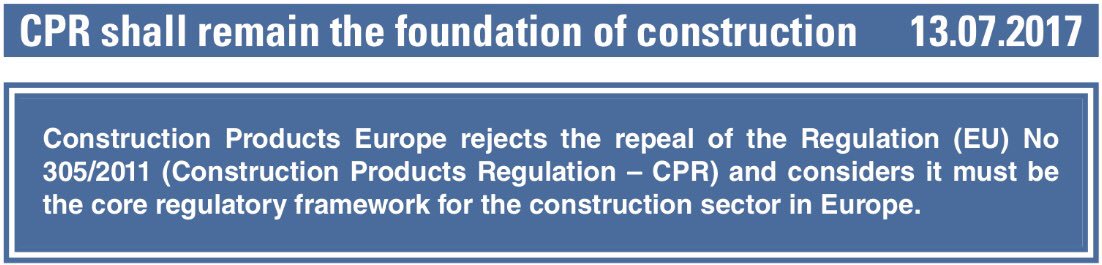 CPR shall remain the foundation of construction 13.07.2017
Construction Products Europe rejects the repeal of the Regulation (EU) No
305/2011 (Construction Products Regulation – CPR) and considers it must be
the core regulatory framework for the construction sector in Europe.